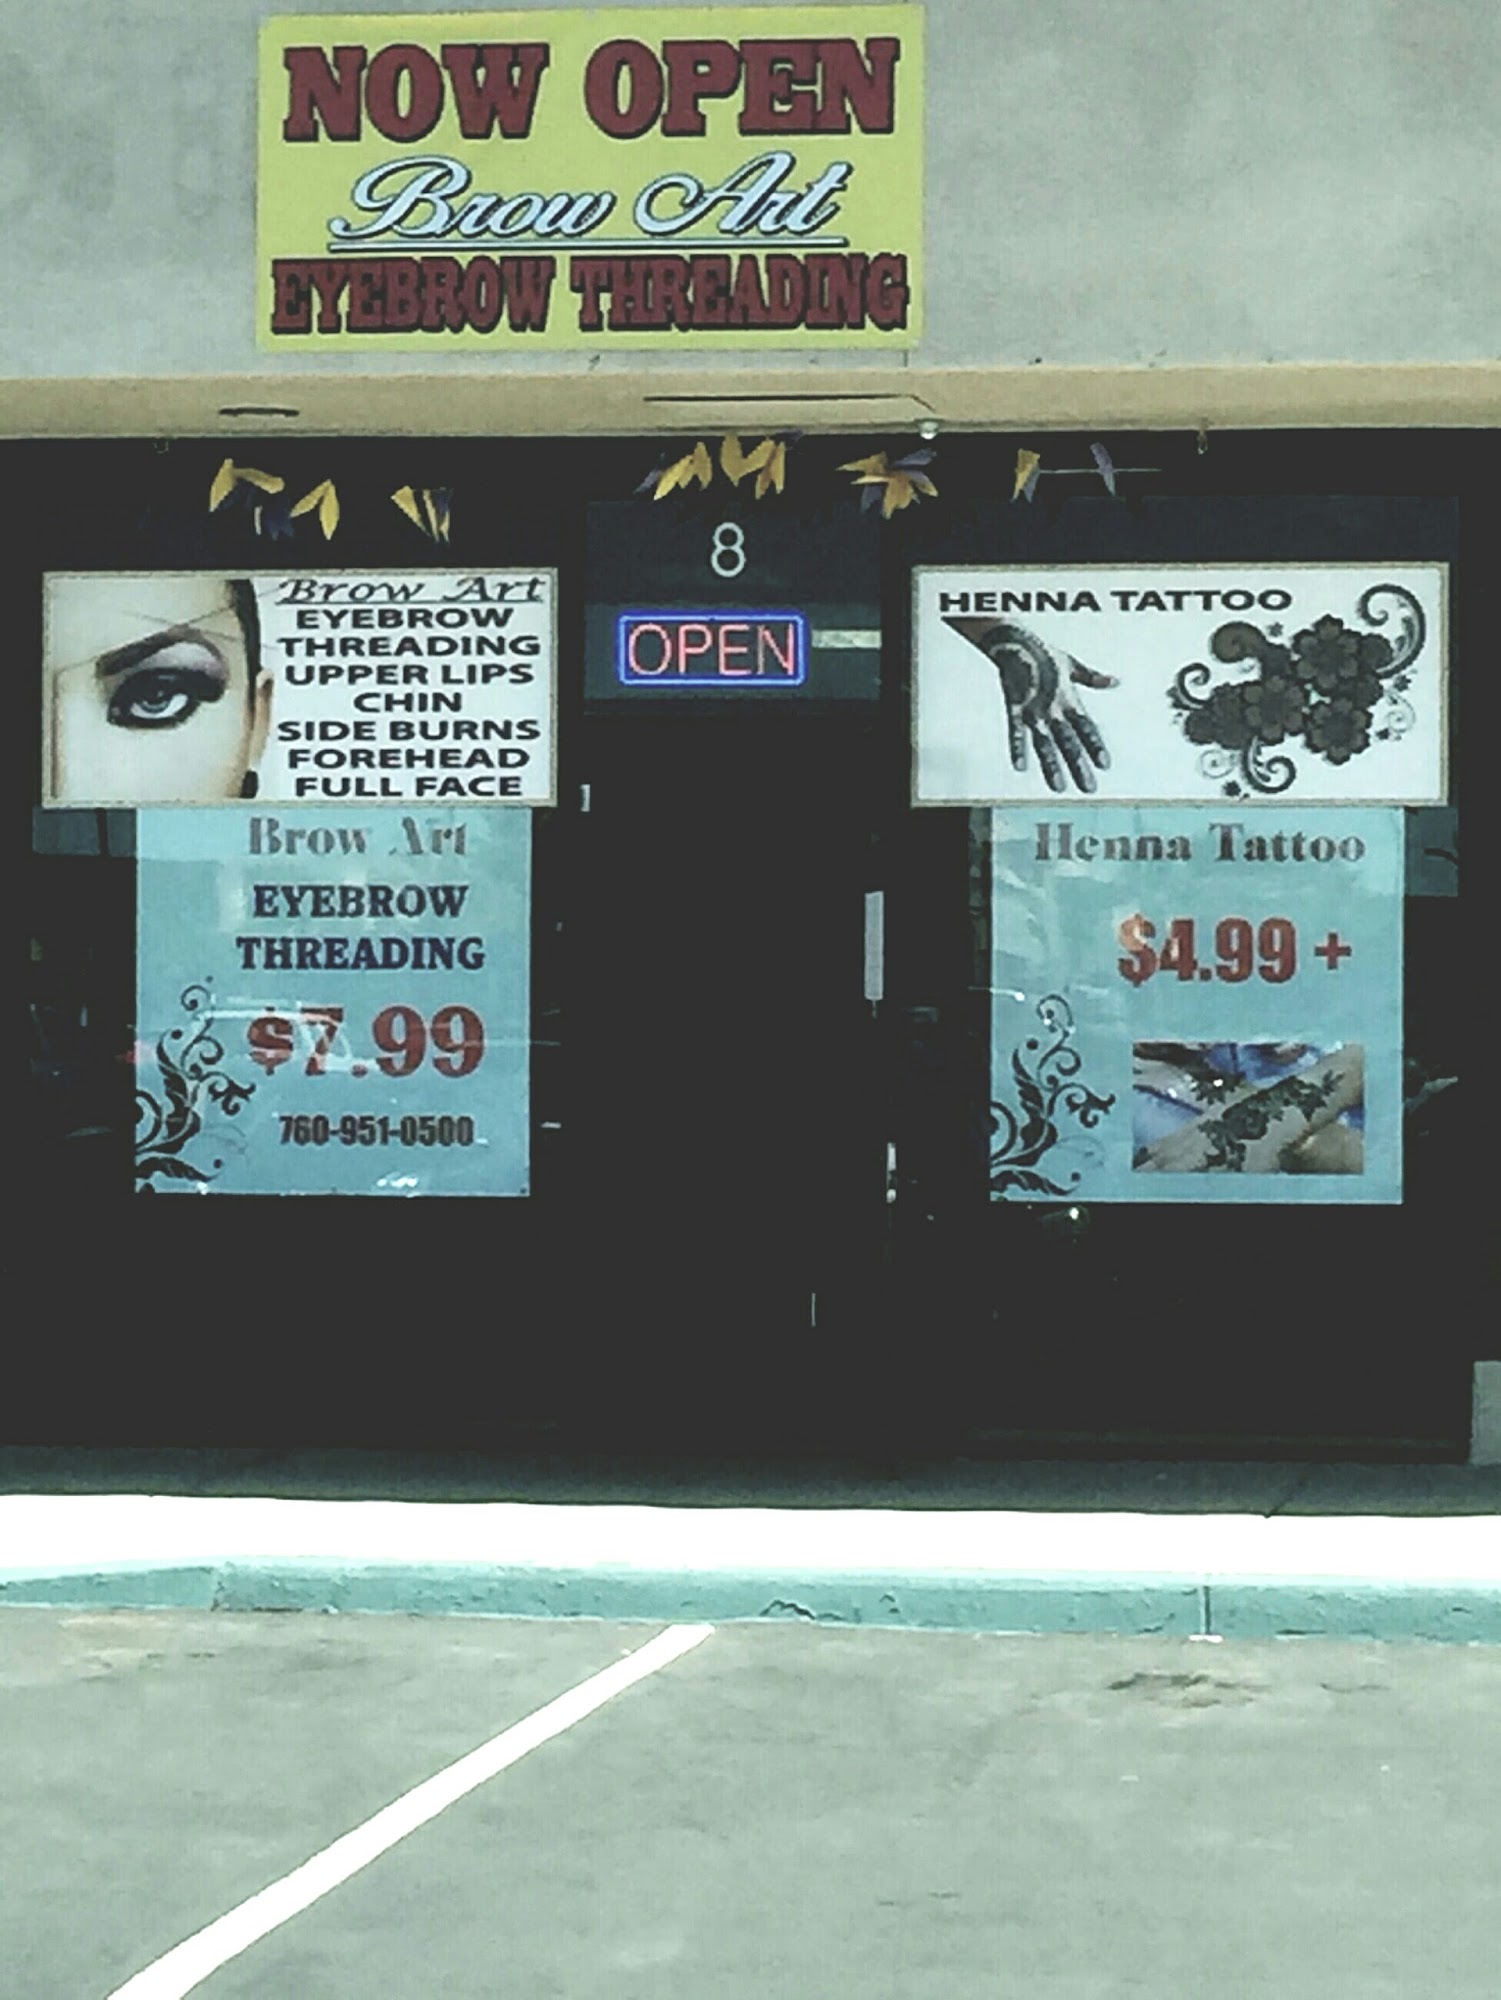 NOW OPEN
Brow Art
EYEBROW THREADING
8
OPEN
Brow Art
EYEBROW
THREADING
UPPER LIPS
CHIN
SIDE BURNS
FOREHEAD
FULL FACE
Brow Art
EYEBROW
THREADING
$7.99
760-951-0500
HENNA TATTOO
Henna Tattoo
$4.99 +